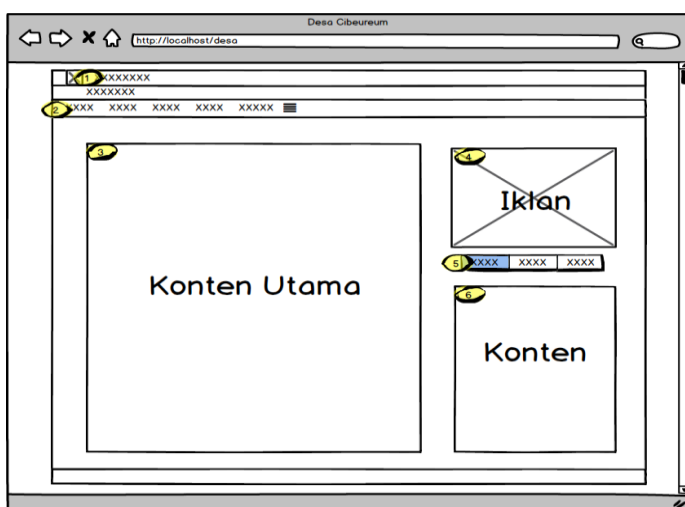 Desa Cibeureum
http://localhost/desa
1 XXXXXXX
XXXXXXX
2 XXXX XXXX XXXX XXXX XXXXX
3
4
Iklan
Konten Utama
5 XXXX XXXX XXXX
6
Konten